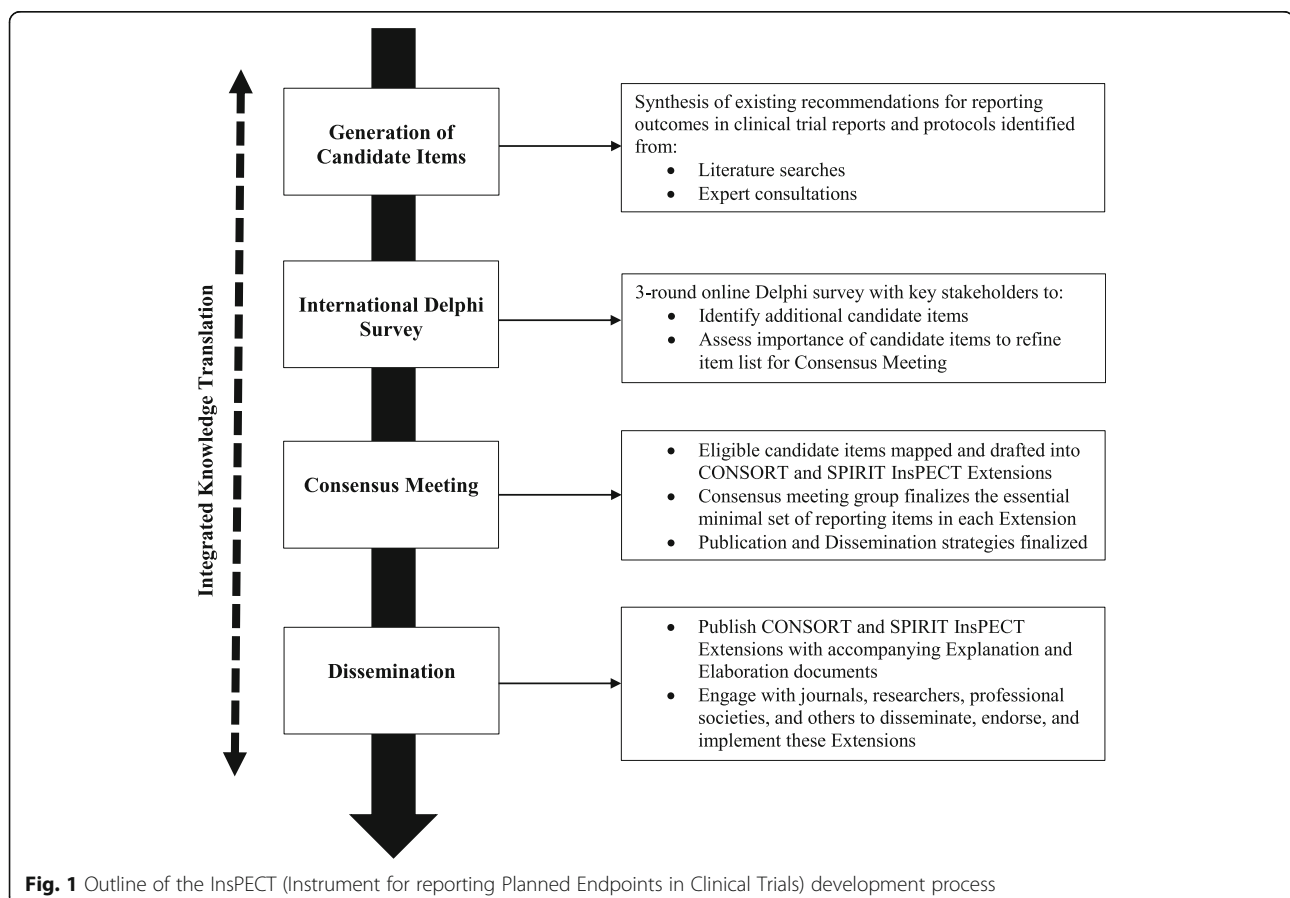 Integrated Knowledge Translation
Generation of
Candidate Items
Synthesis of existing recommendations for reporting
outcomes in clinical trial reports and protocols identified
from:
• Literature searches
• Expert consultations
International Delphi
Survey
3-round online Delphi survey with key stakeholders to:
• Identify additional candidate items
• Assess importance of candidate items to refine
item list for Consensus Meeting
Consensus Meeting
• Eligible candidate items mapped and drafted into
CONSORT and SPIRIT InsPECT Extensions
• Consensus meeting group finalizes the essential
minimal set of reporting items in each Extension
• Publication and Dissemination strategies finalized
Dissemination
• Publish CONSORT and SPIRIT InsPECT
Extensions with accompanying Explanation and
Elaboration documents
• Engage with journals, researchers, professional
societies, and others to disseminate, endorse, and
implement these Extensions
Fig. 1 Outline of the InsPECT (Instrument for reporting Planned Endpoints in Clinical Trials) development process